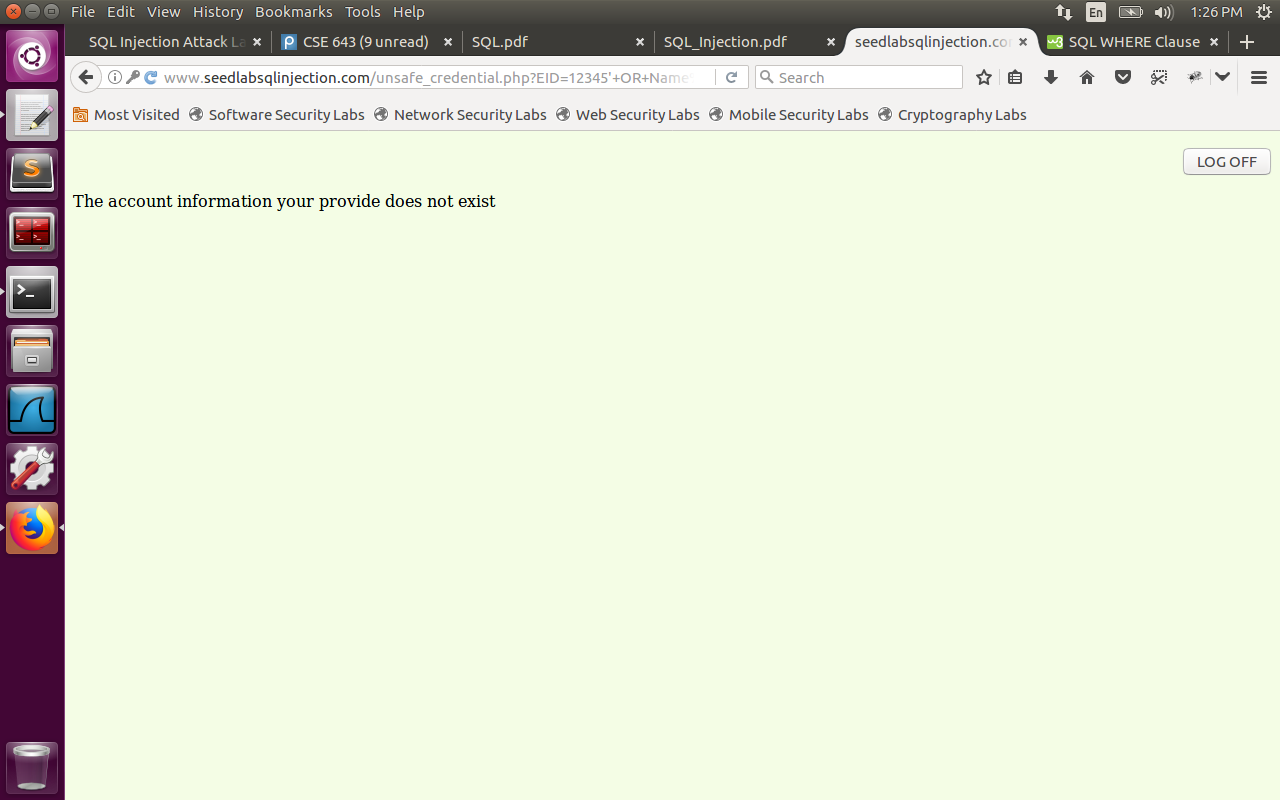 File Edit View History Bookmarks Tools Help En 1:26 PM
SQL Injection Attack La CSE 643 (9 unread) SQL.pdf SQL_Injection.pdf seedlabsqlinjection.co SQL WHERE Clause
www.seedlabsqlinjection.com/unsafe_credential.php?EID=12345'+OR+Name Search
Most Visited Software Security Labs Network Security Labs Web Security Labs Mobile Security Labs Cryptography Labs
LOG OFF
The account information your provide does not exist